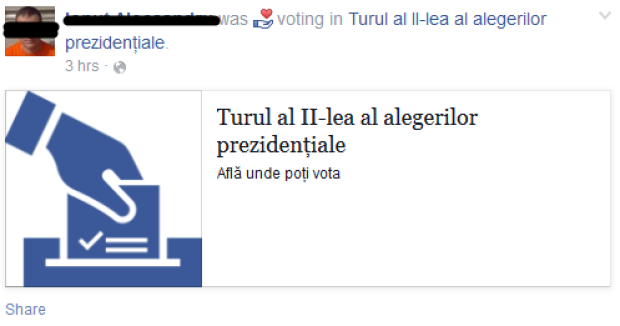 was voting in Turul al II-lea al alegerilor
prezidențiale.
3 hrs ·
Turul al II-lea al alegerilor
prezidențiale
Află unde poți vota
Share